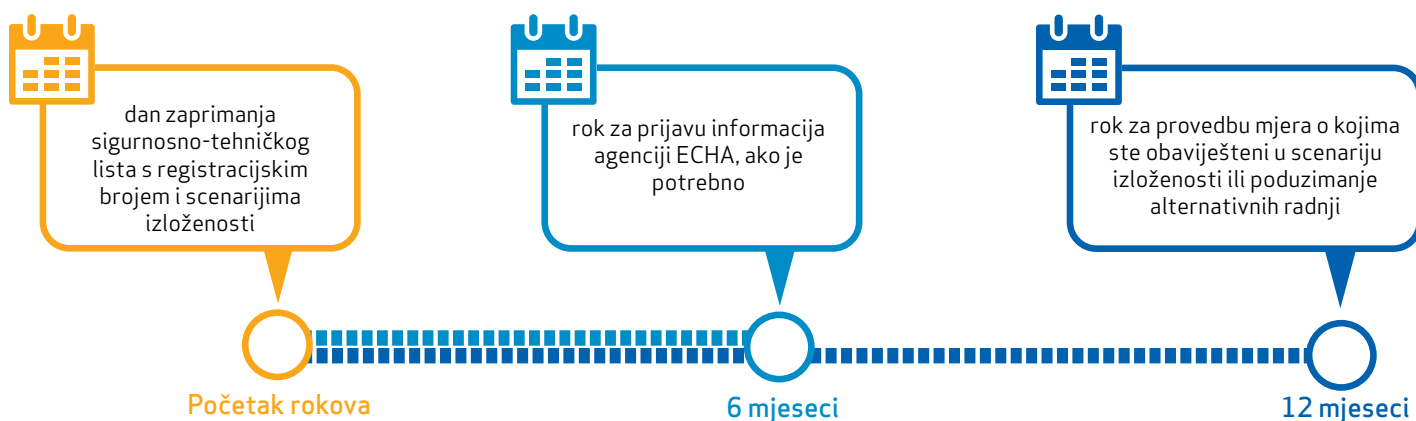 dan zaprimanja
sigurnosno-tehničkog
lista s registracijskim
brojem i scenarijima
izloženosti
rok za prijavu informacija
agenciji ECHA, ako je
potrebno
rok za provedbu mjera o kojima
ste obaviješteni u scenariju
izloženosti ili poduzimanje
alternativnih radnji
Početak rokova
6 mjeseci
12 mjeseci